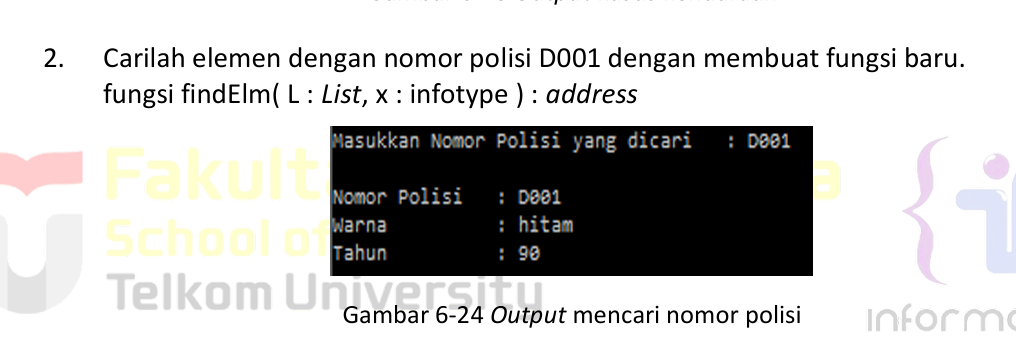 2. Carilah elemen dengan nomor polisi D001 dengan membuat fungsi baru.
fungsi findElm( L : List, x : infotype ) : address
Masukkan Nomor Polisi yang dicari : D001
Nomor Polisi : D001
Warna : hitam
Tahun : 90
School of
Telkom University
Gambar 6-24 Output mencari nomor polisi